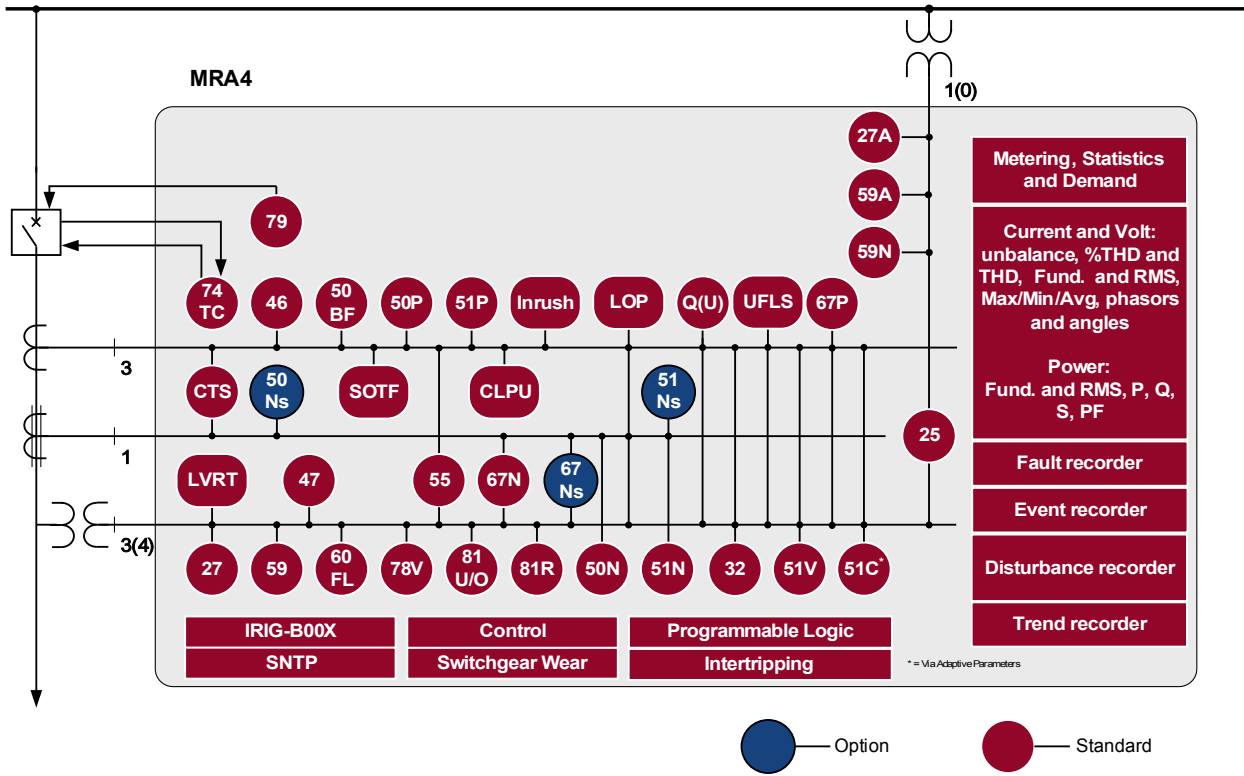 MRA4
1(0)
27A
59A
59N
79
74
TC
46
50
BF
50P
51P
Inrush
LOP
Q(U)
UFLS
67P
3
CTS
50
Ns
SOTF
CLPU
51
Ns
25
1
LVRT
47
55
67N
67
Ns
3(4)
27
59
60
FL
78V
81
U/O
81R
50N
51N
32
51V
51C*
IRIG-B00X
SNTP
Control
Switchgear Wear
Programmable Logic
Intertripping
Metering, Statistics
and Demand
Current and Volt:
unbalance, %THD and
THD, Fund. and RMS,
Max/Min/Avg, phasors
and angles
Power:
Fund. and RMS, P, Q,
S, PF
Fault recorder
Event recorder
Disturbance recorder
Trend recorder
* = Via Adaptive Parameters
Option
Standard